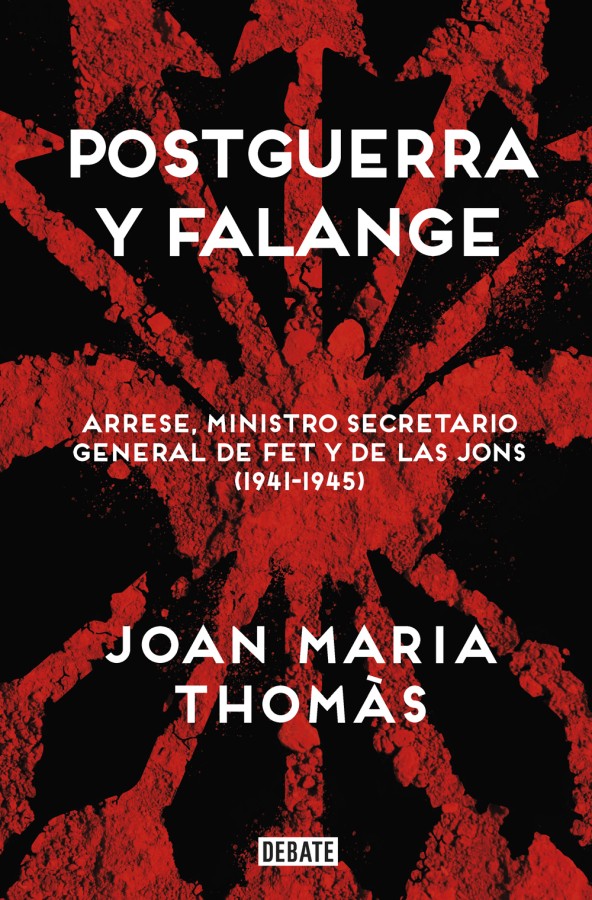 POSTGUERRA
Y FALANGE
ARRESE, MINISTRO SECRETARIO
GENERAL DE FET Y DE LAS JONS
(1941-1945)
JOAN MARIA
THOMÀS
DEBATE